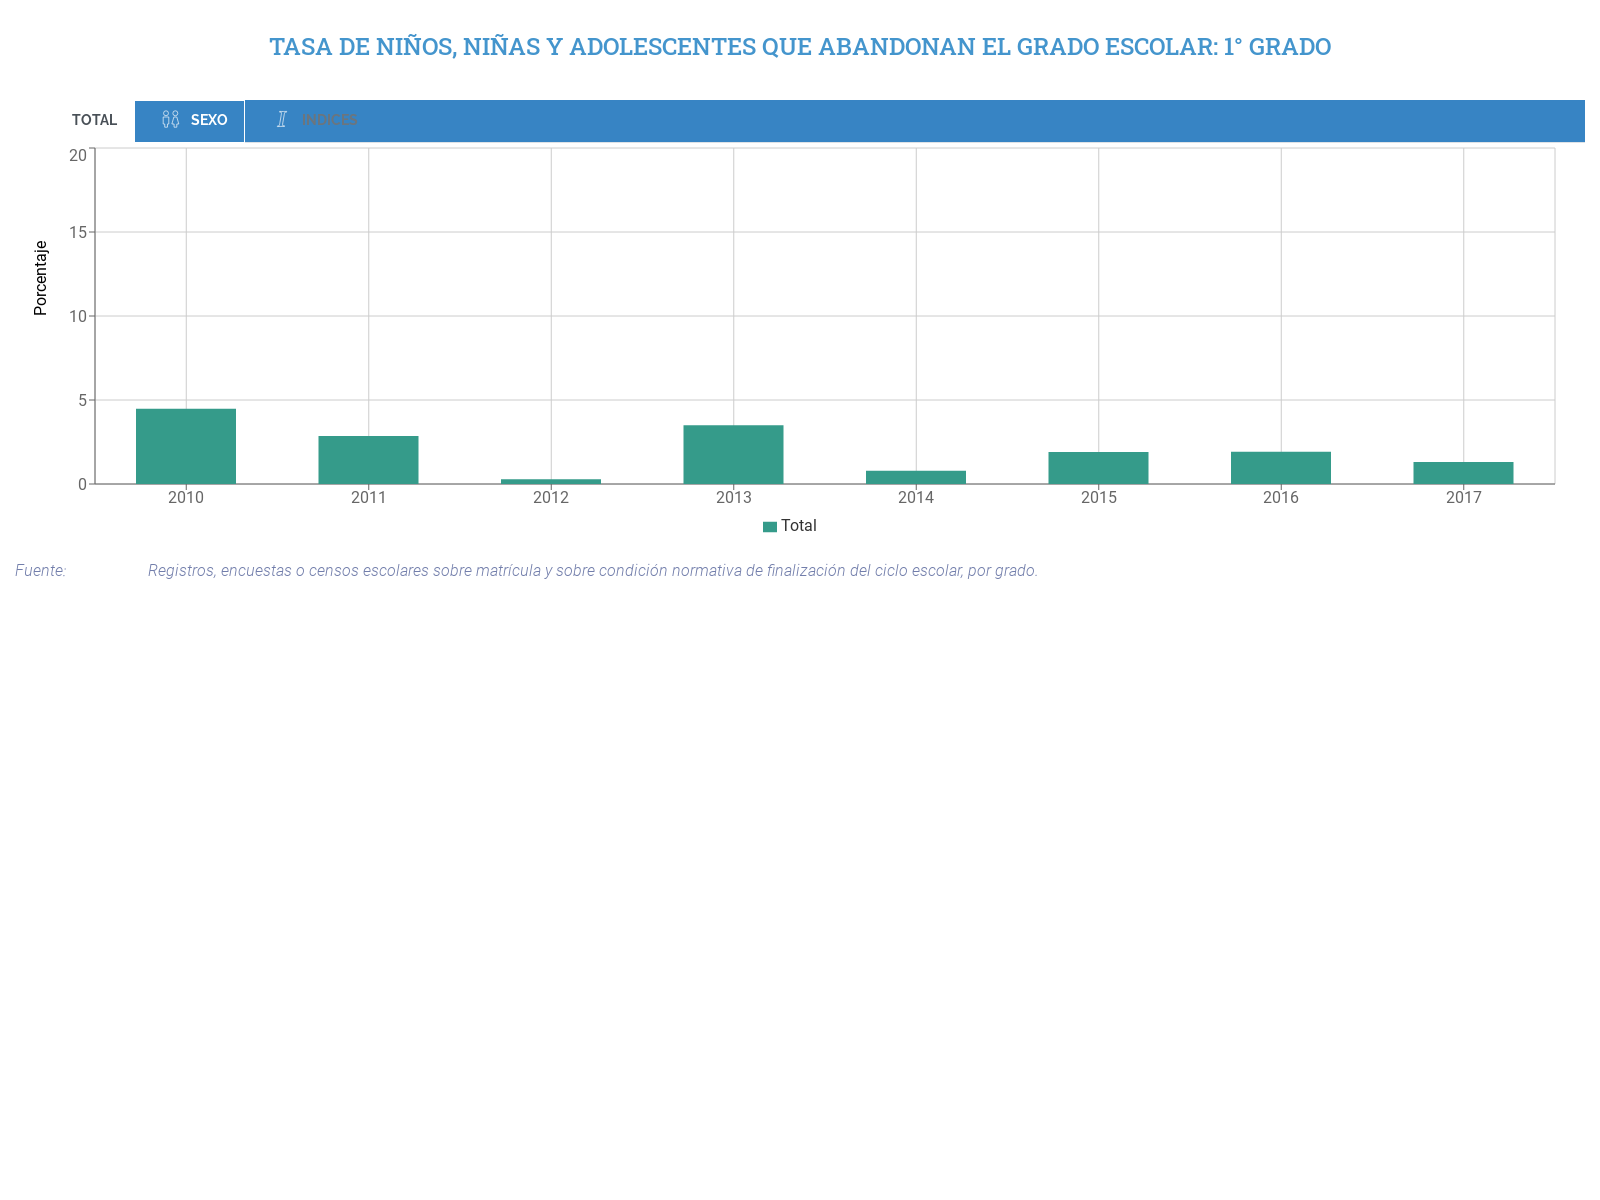 TASA DE NIÑOS, NIÑAS Y ADOLESCENTES QUE ABANDONAN EL GRADO ESCOLAR: 1° GRADO
TOTAL SEXO INDICES
20
15
10
5
0
Porcentaje
2010 2011 2012 2013 2014 2015 2016 2017
Total
Fuente: Registros, encuestas o censos escolares sobre matrícula y sobre condición normativa de finalización del ciclo escolar, por grado.